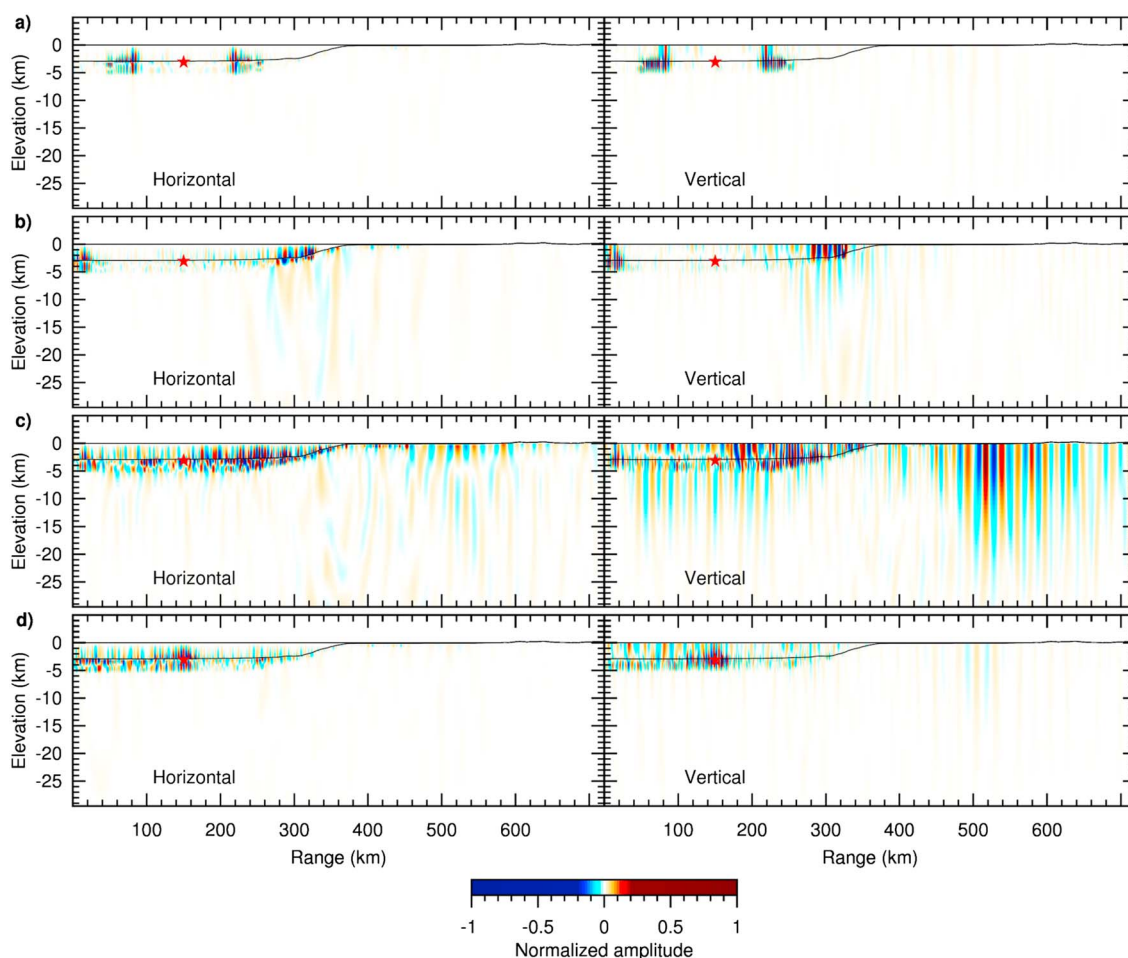 a)
Elevation (km)
0
-5
-10
-15
-20
-25
Horizontal
Vertical
b)
Elevation (km)
0
-5
-10
-15
-20
-25
Horizontal
Vertical
c)
Elevation (km)
0
-5
-10
-15
-20
-25
Horizontal
Vertical
d)
Elevation (km)
0
-5
-10
-15
-20
-25
Horizontal
Vertical
100 200 300 400 500 600 100 200 300 400 500 600
Range (km) Range (km)
-1 -0.5 0 0.5 1
Normalized amplitude